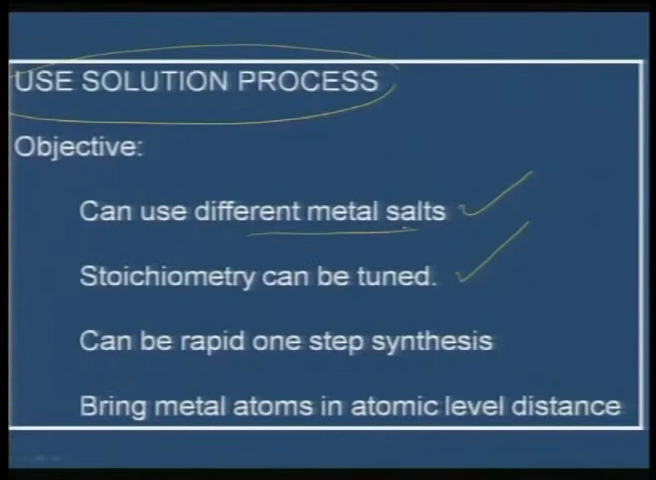 USE SOLUTION PROCESS
Objective:
Can use different metal salts
Stoichiometry can be tuned.
Can be rapid one step synthesis
Bring metal atoms in atomic level distance